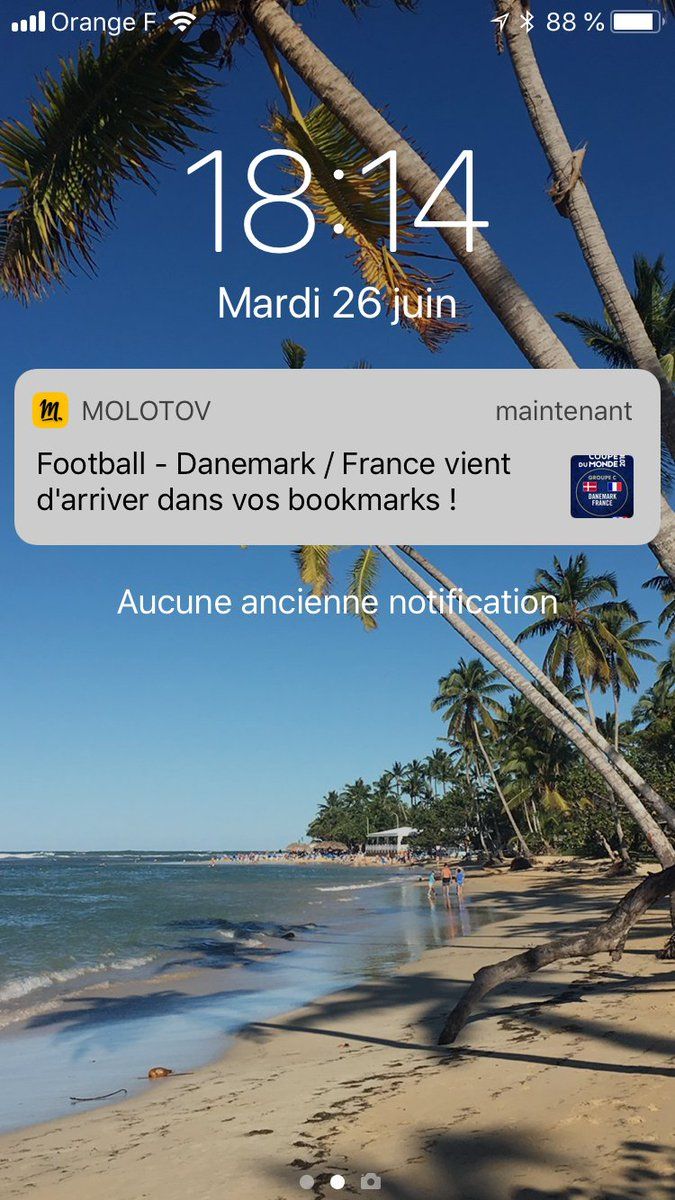 Orange F 88 %
18:14
Mardi 26 juin
m. MOLOTOV maintenant
Football - Danemark / France vient
d'arriver dans vos bookmarks !
COUPE
DU MONDE
GROUPE C
DANEMARK
FRANCE
Aucune ancienne notification